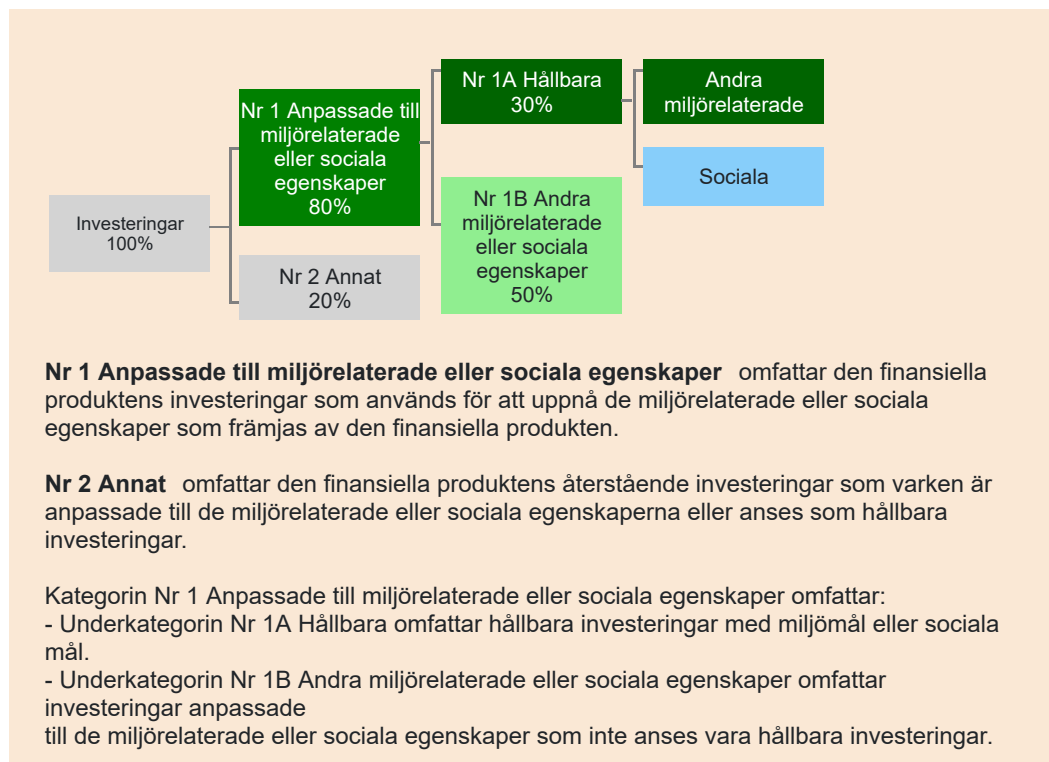 Investeringar
100%
Nr 1 Anpassade till
miljörelaterade
eller sociala
egenskaper
80%
Nr 2 Annat
20%
Nr 1A Hållbara
30%
Nr 1B Andra
miljörelaterade
eller sociala
egenskaper
50%
Andra
miljörelaterade
Sociala
Nr 1 Anpassade till miljörelaterade eller sociala egenskaper omfattar den finansiella
produktens investeringar som används för att uppnå de miljörelaterade eller sociala
egenskaper som främjas av den finansiella produkten.
Nr 2 Annat omfattar den finansiella produktens återstående investeringar som varken är
anpassade till de miljörelaterade eller sociala egenskaperna eller anses som hållbara
investeringar.
Kategorin Nr 1 Anpassade till miljörelaterade eller sociala egenskaper omfattar:
- Underkategorin Nr 1A Hållbara omfattar hållbara investeringar med miljömål eller sociala
mål.
- Underkategorin Nr 1B Andra miljörelaterade eller sociala egenskaper omfattar
investeringar anpassade
till de miljörelaterade eller sociala egenskaper som inte anses vara hållbara investeringar.